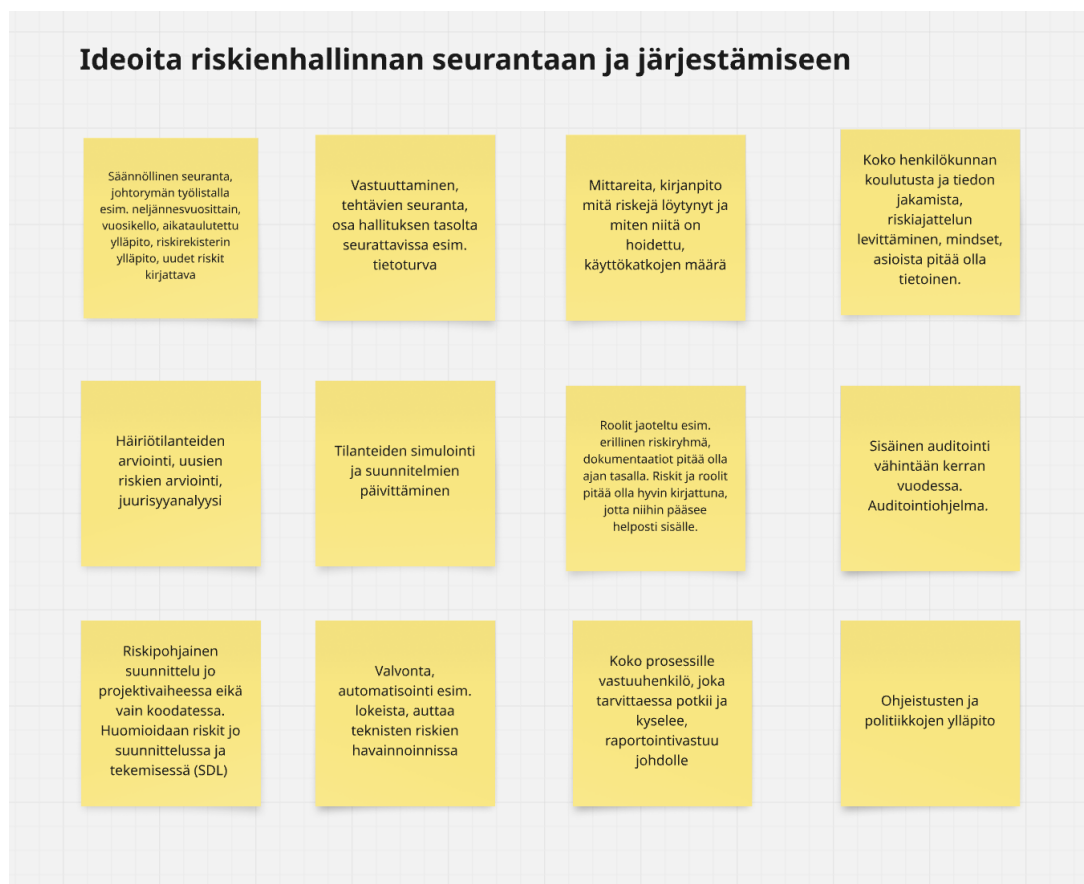 Ideoita riskienhallinnan seurantaan ja järjestämiseen
Säännöllinen seuranta,
johtorymän työlistalla
esim. neljännesvuosittain,
vuosikello, aikataulutettu
ylläpito, riskirekisterin
ylläpito, uudet riskit
kirjattava
Vastuuttaminen,
tehtävien seuranta,
osa hallituksen tasolta
seurattavissa esim.
tietoturva
Mittareita, kirjanpito
mitä riskejä löytynyt ja
miten niitä on
hoidettu,
käyttökatkojen määrä
Koko henkilökunnan
koulutusta ja tiedon
jakamista,
riskiajattelun
levittäminen, mindset,
asioista pitää olla
tietoinen.
Häiriötilanteiden
arviointi, uusien
riskien arviointi,
juurisyyanalyysi
Tilanteiden simulointi
ja suunnitelmien
päivittäminen
Roolit jaoteltu esim.
erillinen riskiryhmä,
dokumentaatiot pitää olla
ajan tasalla. Riskit ja roolit
pitää olla hyvin kirjattuna,
jotta niihin pääsee
helposti sisälle.
Sisäinen auditointi
vähintään kerran
vuodessa.
Auditointiohjelma.
Riskipohjainen
suunnittelu jo
projektivaiheessa eikä
vain koodatessa.
Huomioidaan riskit jo
suunnittelussa ja
tekemisessä (SDL)
Valvonta,
automatisointi esim.
lokeista, auttaa
teknisten riskien
havainnoinnissa
Koko prosessille
vastuuhenkilö, joka
tarvittaessa potkii ja
kyselee,
raportointivastuu
johdolle
Ohjeistusten ja
politiikkojen ylläpito